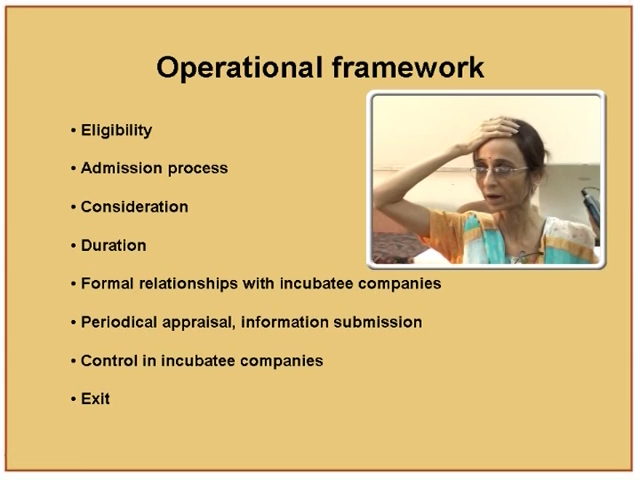 Operational framework
• Eligibility
• Admission process
• Consideration
• Duration
• Formal relationships with incubatee companies
• Periodical appraisal, information submission
• Control in incubatee companies
• Exit